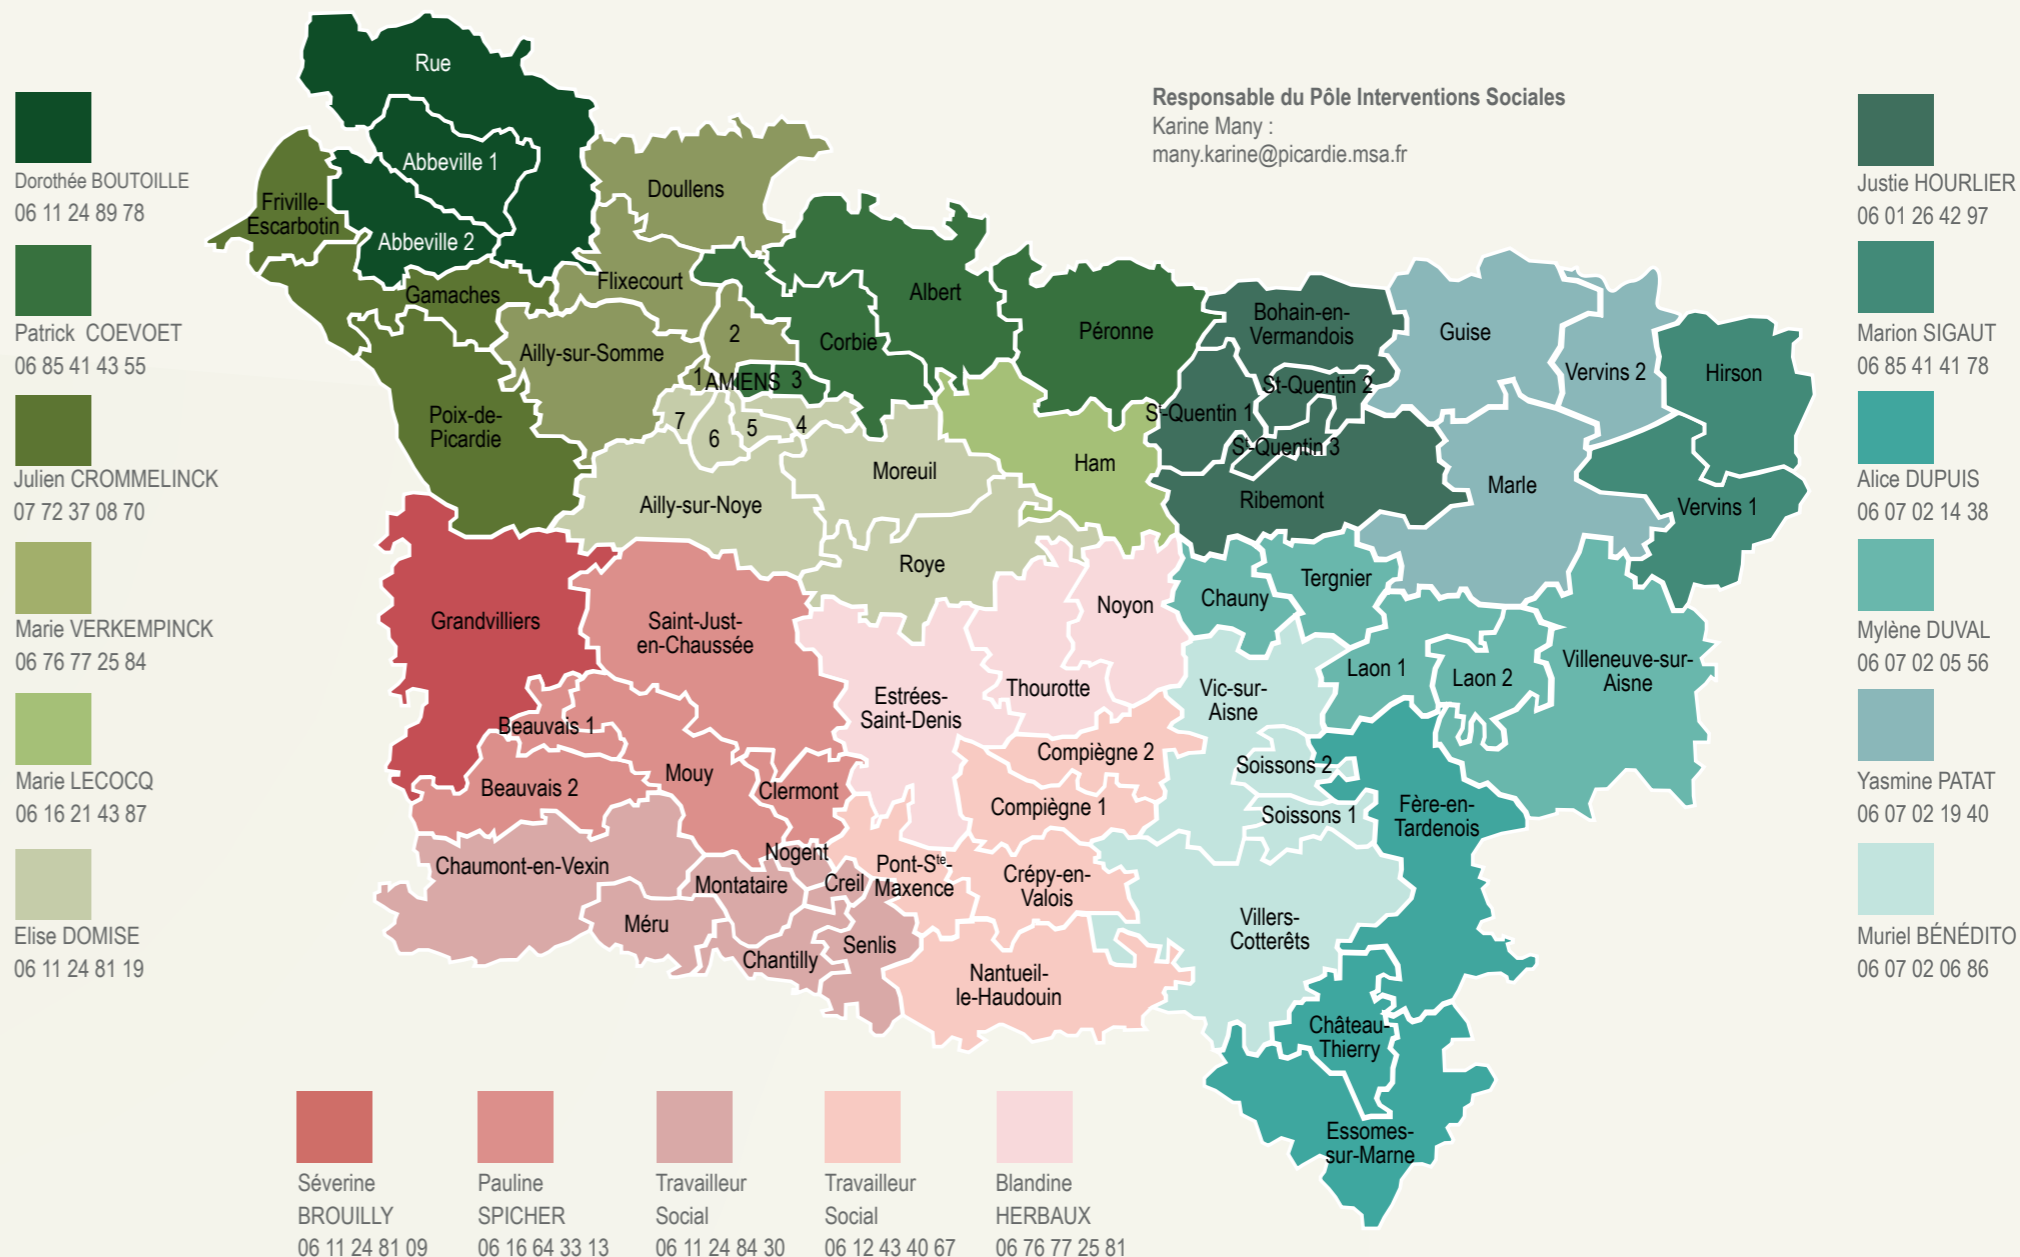 Responsable du Pôle Interventions Sociales
Karine Many :
many.karine@picardie.msa.fr
Dorothée BOUTOILLE
06 11 24 89 78
Patrick COEVOET
06 85 41 43 55
Julien CROMMELINCK
07 72 37 08 70
Marie VERKEMPINCK
06 76 77 25 84
Marie LECOCQ
06 16 21 43 87
Elise DOMISE
06 11 24 81 19
Rue
Abbeville 1
Abbeville 2
Friville-
Escarbotin
Doullens
Flixecourt
Gamaches
Ailly-sur-Somme
Poix-de-
Picardie
Albert
Corbie
Péronne
2
1
AMIENS
3
7
6
5
4
Moreuil
Ailly-sur-Noye
Roye
Ham
Bohain-en-
Vermandois
St-Quentin 2
St-Quentin 1
St-Quentin 3
Ribemont
Guise
Vervins 2
Hirson
Marle
Vervins 1
Grandvilliers
Saint-Just-
en-Chaussée
Noyon
Thourotte
Estrées-
Saint-Denis
Chauny
Tergnier
Laon 1
Laon 2
Villeneuve-sur-
Aisne
Vic-sur-
Aisne
Beauvais 1
Beauvais 2
Mouy
Clermont
Compiègne 2
Compiègne 1
Soissons 2
Soissons 1
Fère-en-
Tardenois
Chaumont-en-Vexin
Nogent
Montataire
Creil
Pont-Ste-
Maxence
Crépy-en-
Valois
Méru
Chantilly
Senlis
Nantueil-
le-Haudouin
Villers-
Cotterêts
Château-
Thierry
Essomes-
sur-Marne
Justie HOURLIER
06 01 26 42 97
Marion SIGAUT
06 85 41 41 78
Alice DUPUIS
06 07 02 14 38
Mylène DUVAL
06 07 02 05 56
Yasmine PATAT
06 07 02 19 40
Muriel BÉNÉDITO
06 07 02 06 86
Séverine
BROUILLY
06 11 24 81 09
Pauline
SPICHER
06 16 64 33 13
Travailleur
Social
06 11 24 84 30
Travailleur
Social
06 12 43 40 67
Blandine
HERBAUX
06 76 77 25 81